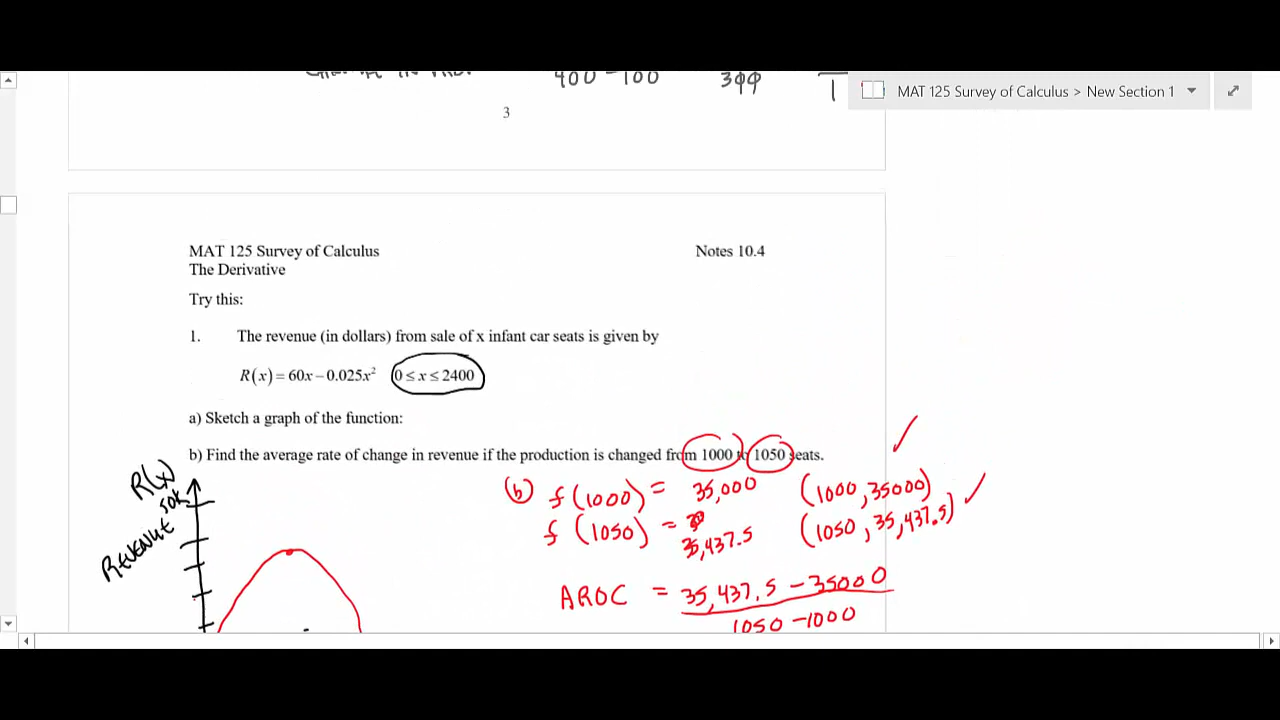 400 - 100
399
1
MAT 125 Survey of Calculus > New Section 1
3
MAT 125 Survey of Calculus Notes 10.4
The Derivative
Try this:
1. The revenue (in dollars) from sale of x infant car seats is given by
R(x) = 60x – 0.025x² 0 ≤ x ≤ 2400
a) Sketch a graph of the function:
b) Find the average rate of change in revenue if the production is changed from 1000 to 1050 seats.
R(x)
50k
REVENUE
(b) f(1000) = 35,000 (1000, 35000)
f(1050) = 35,437.5 (1050, 35,437.5)
AROC = 35,437.5 - 35000
1050 - 1000